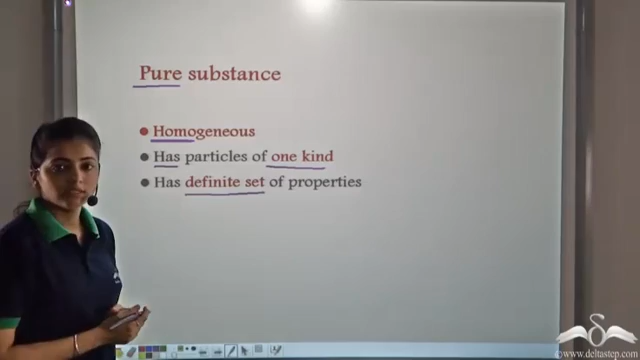 Pure substance
● Homogeneous
● Has particles of one kind
● Has definite set of properties
©www.deltastep.com